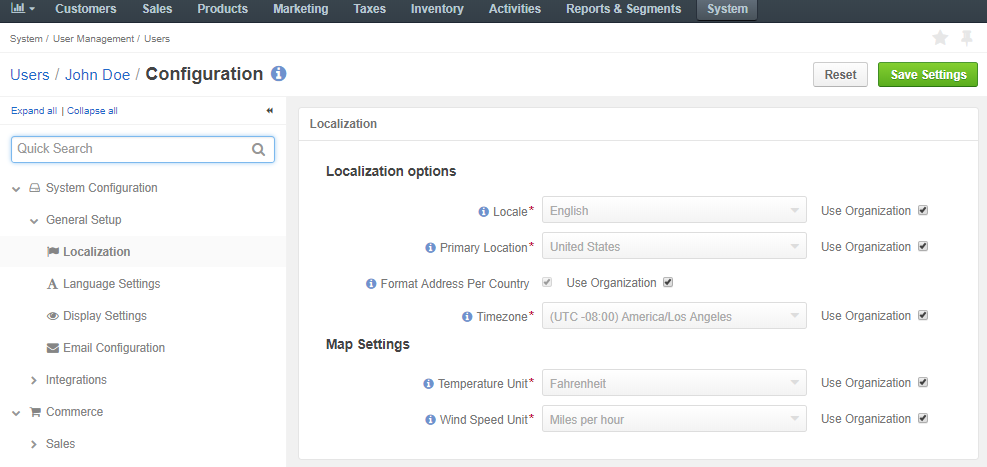 Customers Sales Products Marketing Taxes Inventory Activities Reports & Segments System
System / User Management / Users
Users / John Doe / Configuration
Reset Save Settings
Expand all | Collapse all
Quick Search
System Configuration
General Setup
Localization
Language Settings
Display Settings
Email Configuration
Integrations
Commerce
Sales
Localization
Localization options
Locale* English Use Organization
Primary Location* United States Use Organization
Format Address Per Country Use Organization
Timezone* (UTC -08:00) America/Los Angeles Use Organization
Map Settings
Temperature Unit* Fahrenheit Use Organization
Wind Speed Unit* Miles per hour Use Organization